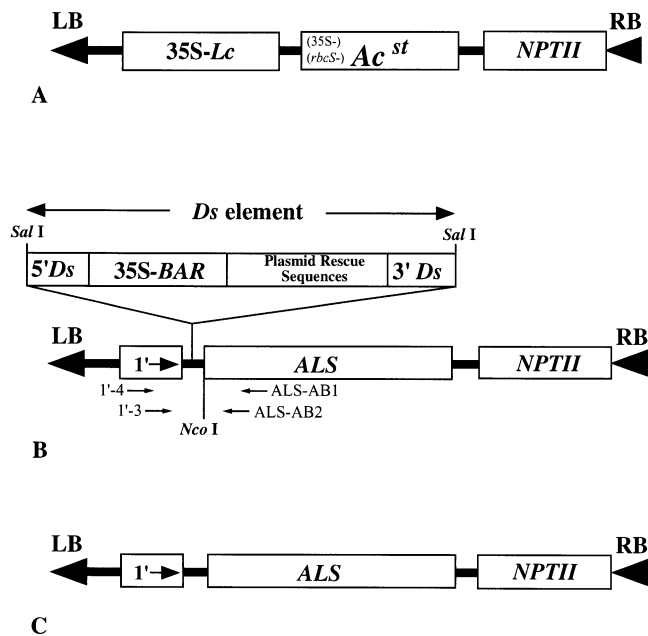 LB RB
35S-Lc (35S-) (rbcS-) Ac st NPTII
A
Ds element
Sal I Sal I
5'Ds 35S-BAR Plasmid Rescue Sequences 3' Ds
LB RB
1' ALS NPTII
1'-4 ALS-AB1
1'-3 ALS-AB2
Nco I
B
LB RB
1' ALS NPTII
C